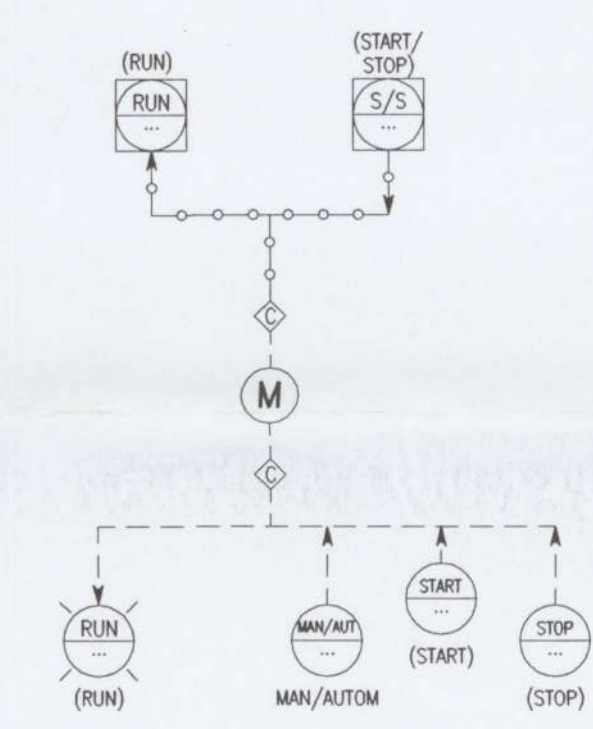 (RUN)
(START/
STOP)
RUN
...
S/S
...
C
M
C
RUN
...
(RUN)
MAN/AUT
...
MAN/AUTOM
START
...
(START)
STOP
...
(STOP)